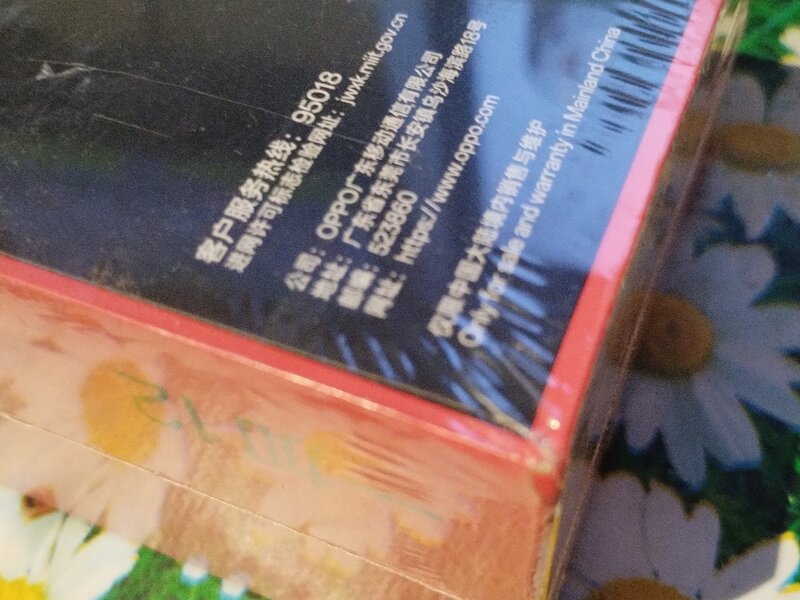 客户服务热线：95018
进网许可标志检验网址：jwxk.miit.gov.cn
公司：OPPO广东移动通信有限公司
地址：广东省东莞市长安镇乌沙海滨路18号
邮编：523860
网址：https://www.oppo.com
仅限中国大陆境内销售与维护
Only for sale and warranty in Mainland China